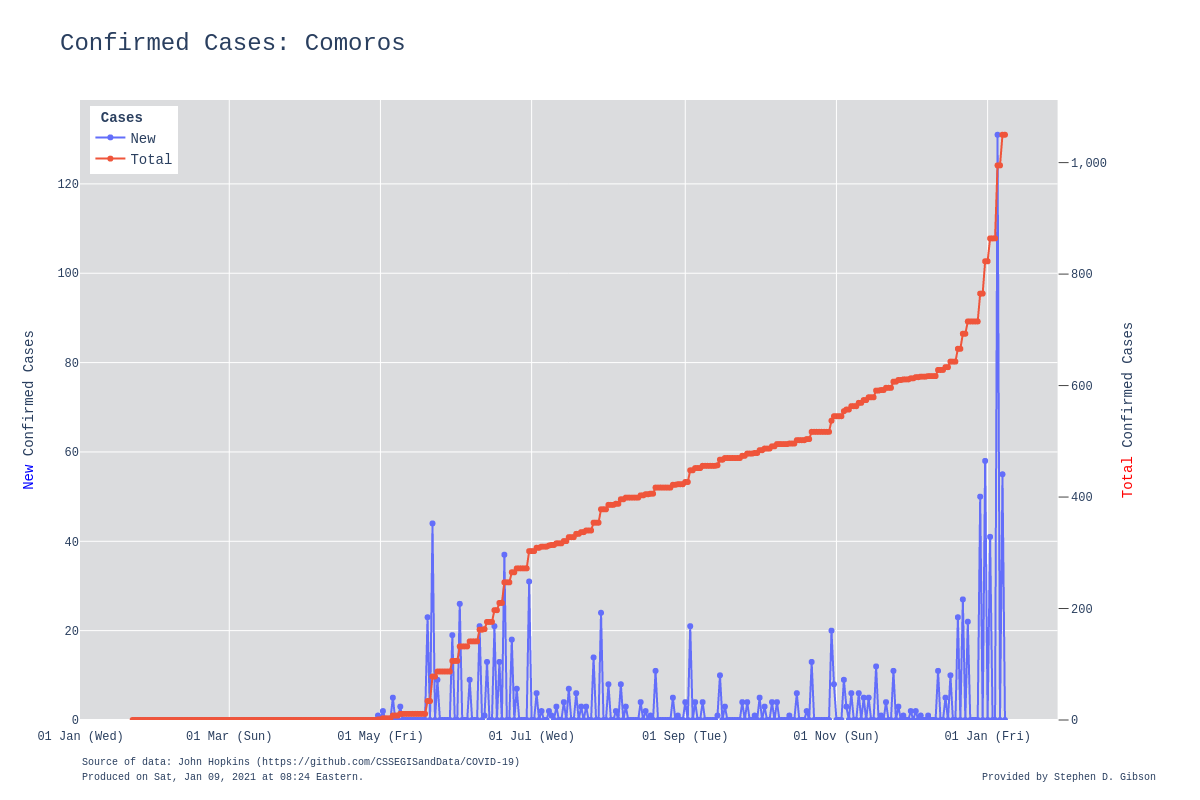 Confirmed Cases: Comoros
Cases
New
Total
120
100
80
60
40
20
0
1,000
800
600
400
200
0
New Confirmed Cases
Total Confirmed Cases
01 Jan (Wed)
01 Mar (Sun)
01 May (Fri)
01 Jul (Wed)
01 Sep (Tue)
01 Nov (Sun)
01 Jan (Fri)
Source of data: John Hopkins (https://github.com/CSSEGISandData/COVID-19)
Produced on Sat, Jan 09, 2021 at 08:24 Eastern.
Provided by Stephen D. Gibson